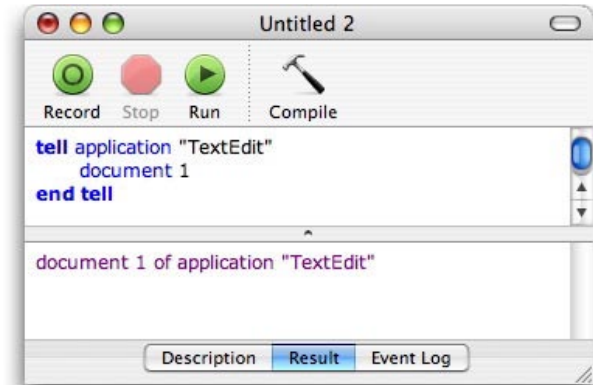 Untitled 2
Record Stop Run Compile
tell application "TextEdit"
document 1
end tell
document 1 of application "TextEdit"
Description Result Event Log